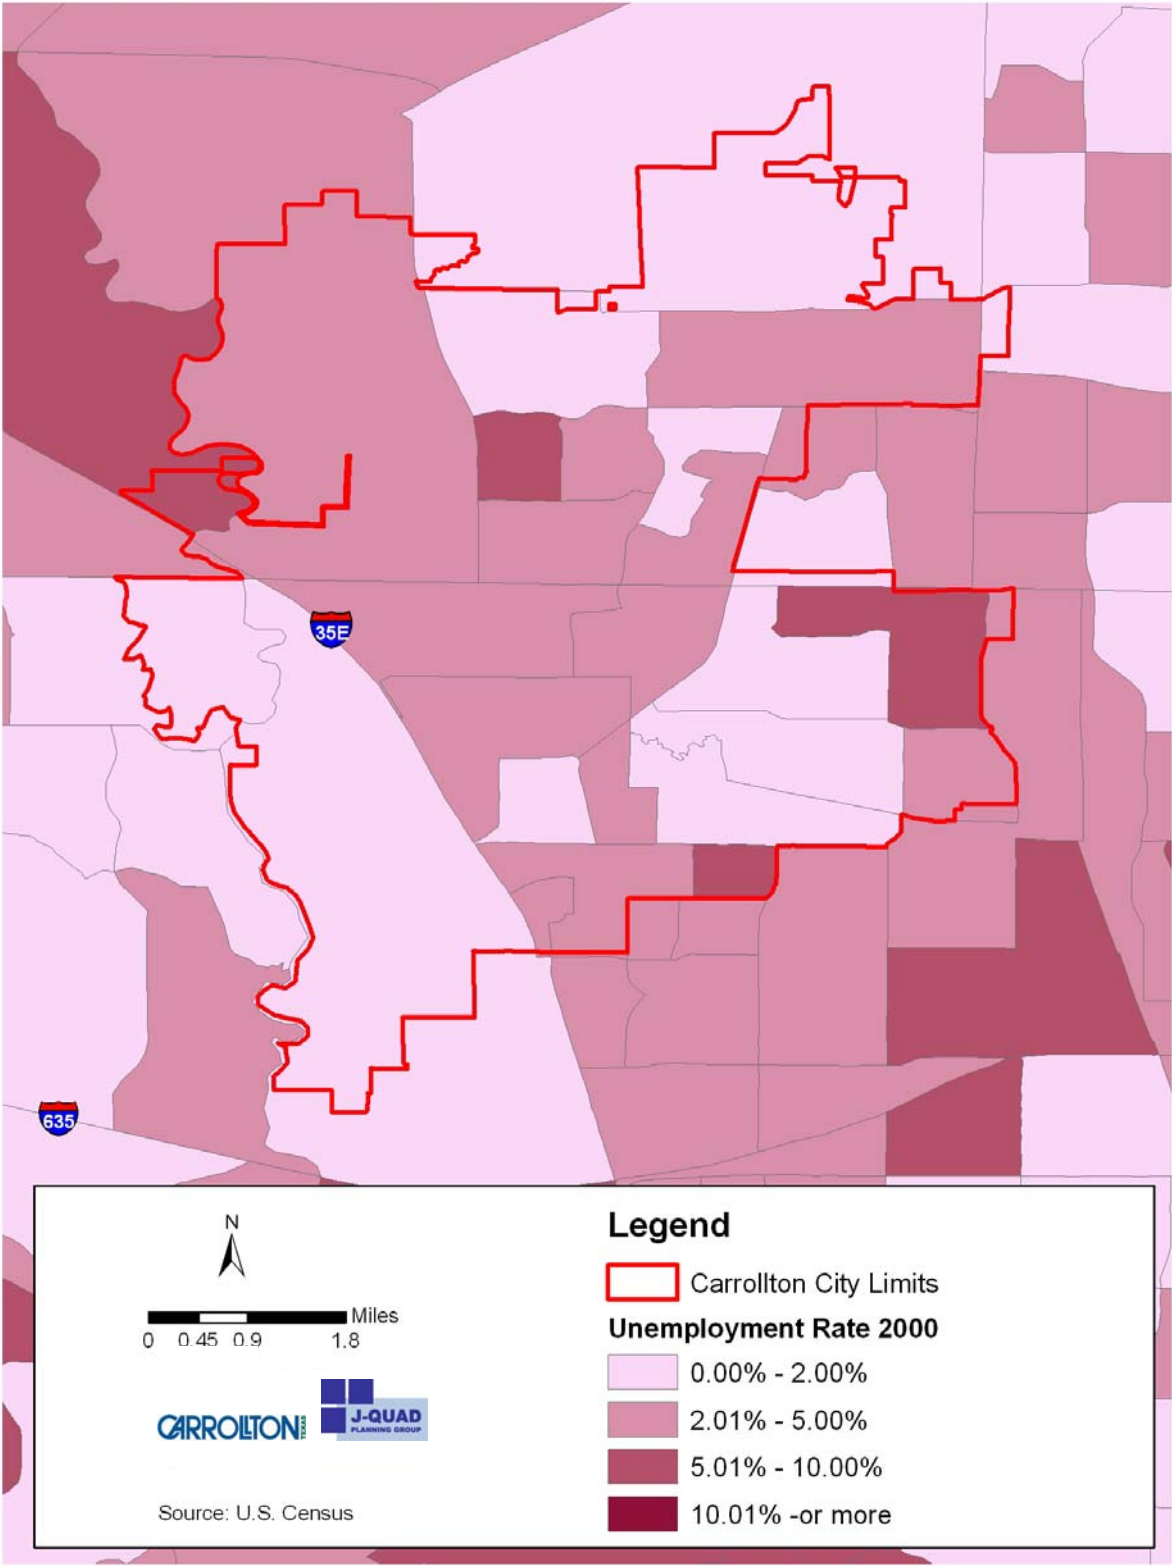 35E
635
N
Miles
0 0.45 0.9 1.8
CARROLLTON TEXAS
J-QUAD
PLANNING GROUP
Source: U.S. Census
Legend
Carrollton City Limits
Unemployment Rate 2000
0.00% - 2.00%
2.01% - 5.00%
5.01% - 10.00%
10.01% -or more